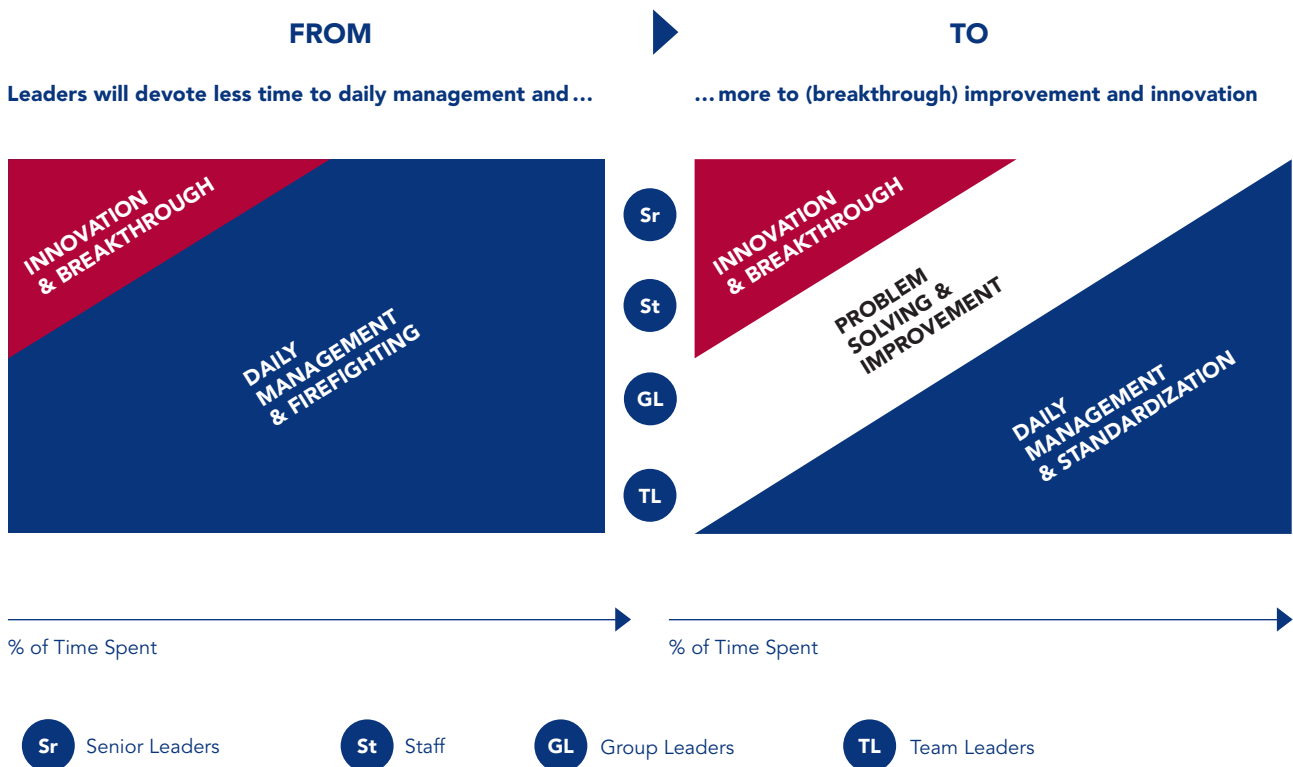 FROM
TO
Leaders will devote less time to daily management and…
…more to (breakthrough) improvement and innovation
INNOVATION
& BREAKTHROUGH
DAILY
MANAGEMENT
& FIREFIGHTING
Sr
St
GL
TL
INNOVATION
& BREAKTHROUGH
PROBLEM
SOLVING &
IMPROVEMENT
DAILY
MANAGEMENT
& STANDARDIZATION
% of Time Spent
% of Time Spent
Sr Senior Leaders
St Staff
GL Group Leaders
TL Team Leaders